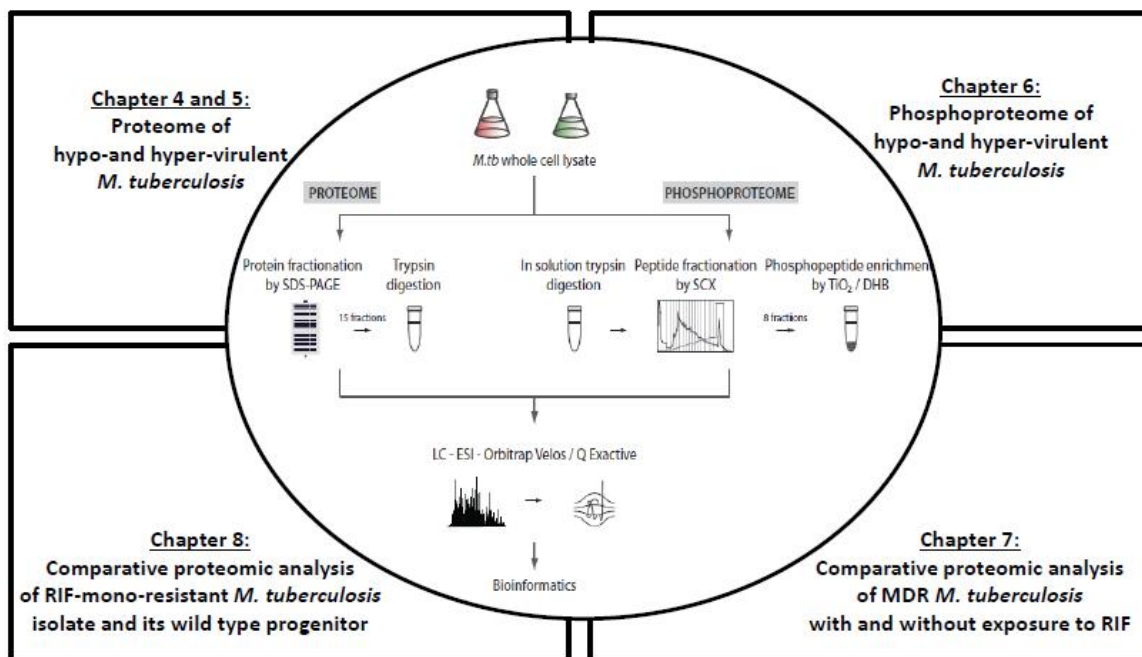 Chapter 4 and 5:
Proteome of
hypo-and hyper-virulent
M. tuberculosis
Chapter 6:
Phosphoproteome of
hypo-and hyper-virulent
M. tuberculosis
M.tb whole cell lysate
PROTEOME
PHOSPHOPROTEOME
Protein fractionation
by SDS-PAGE
Trypsin
digestion
In solution trypsin
digestion
Peptide fractionation
by SCX
Phosphopeptide enrichment
by TiO₂ / DHB
15 fractions
8 fractions
LC - ESI - Orbitrap Velos / Q Exactive
Bioinformatics
Chapter 8:
Comparative proteomic analysis
of RIF-mono-resistant M. tuberculosis
isolate and its wild type progenitor
Chapter 7:
Comparative proteomic analysis
of MDR M. tuberculosis
with and without exposure to RIF